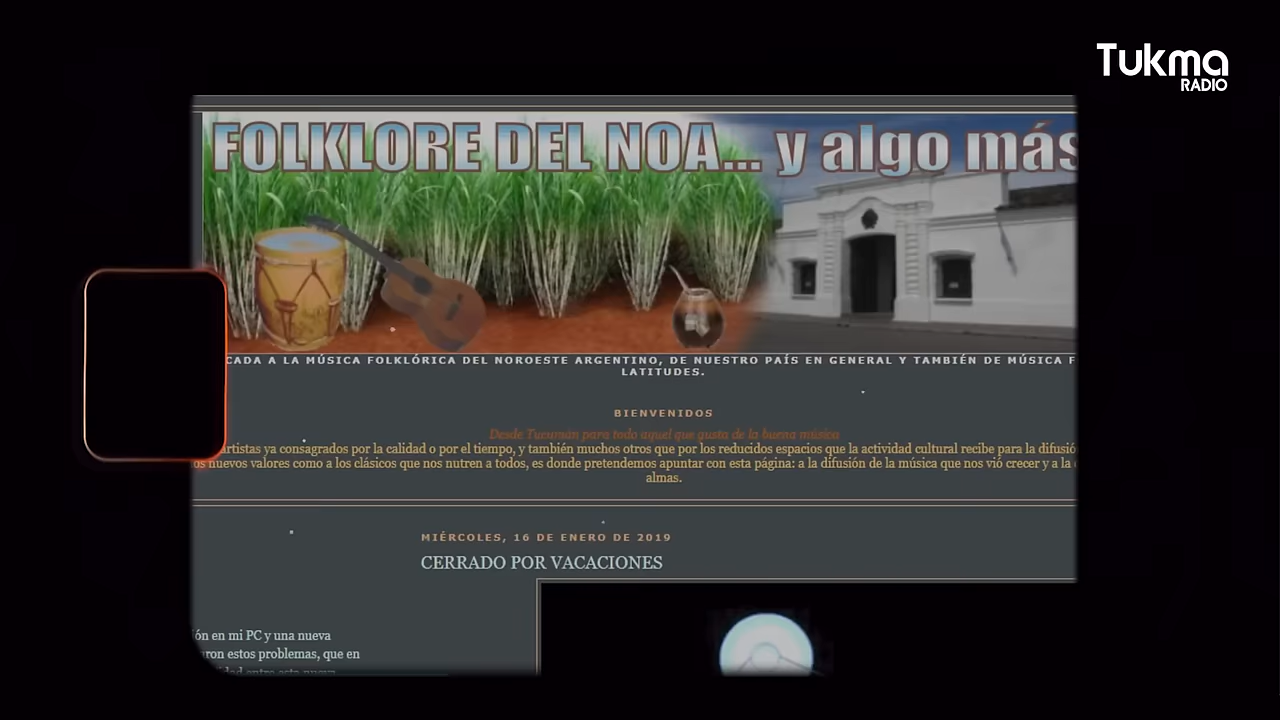 Tukma
RADIO
FOLKLORE DEL NOA... y algo más
CADA A LA MÚSICA FOLKLÓRICA DEL NOROESTE ARGENTINO, DE NUESTRO PAÍS EN GENERAL Y TAMBIÉN DE MÚSICA F
LATITUDES.
BIENVENIDOS
Desde Tucumán para todo aquel que gusta de la buena música
artistas ya consagrados por la calidad o por el tiempo, y también muchos otros que por los reducidos espacios que la actividad cultural recibe para la difusió
os nuevos valores como a los clásicos que nos nutren a todos, es donde pretendemos apuntar con esta página: a la difusión de la música que nos vió crecer y a la
almas.
MIÉRCOLES, 16 DE ENERO DE 2019
CERRADO POR VACACIONES
ón en mi PC y una nueva
ron estos problemas, que en